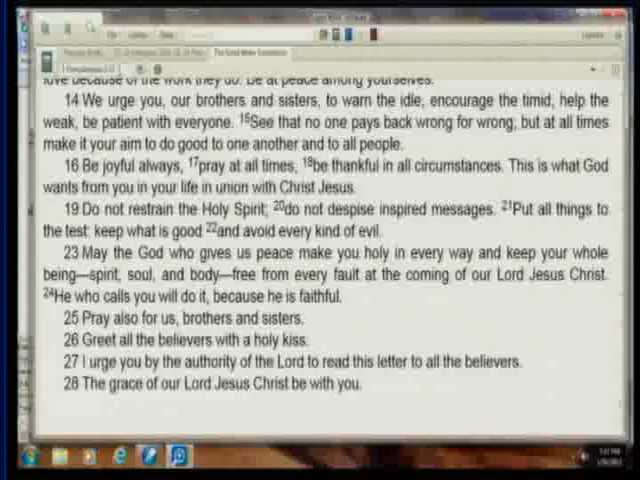 love because of the work they do. Be at peace among yourselves.
14 We urge you, our brothers and sisters, to warn the idle, encourage the timid, help the
weak, be patient with everyone. 15See that no one pays back wrong for wrong, but at all times
make it your aim to do good to one another and to all people.
16 Be joyful always, 17pray at all times, 18be thankful in all circumstances. This is what God
wants from you in your life in union with Christ Jesus.
19 Do not restrain the Holy Spirit; 20do not despise inspired messages. 21Put all things to
the test: keep what is good 22and avoid every kind of evil.
23 May the God who gives us peace make you holy in every way and keep your whole
being—spirit, soul, and body—free from every fault at the coming of our Lord Jesus Christ.
24He who calls you will do it, because he is faithful.
25 Pray also for us, brothers and sisters.
26 Greet all the believers with a holy kiss.
27 I urge you by the authority of the Lord to read this letter to all the believers.
28 The grace of our Lord Jesus Christ be with you.